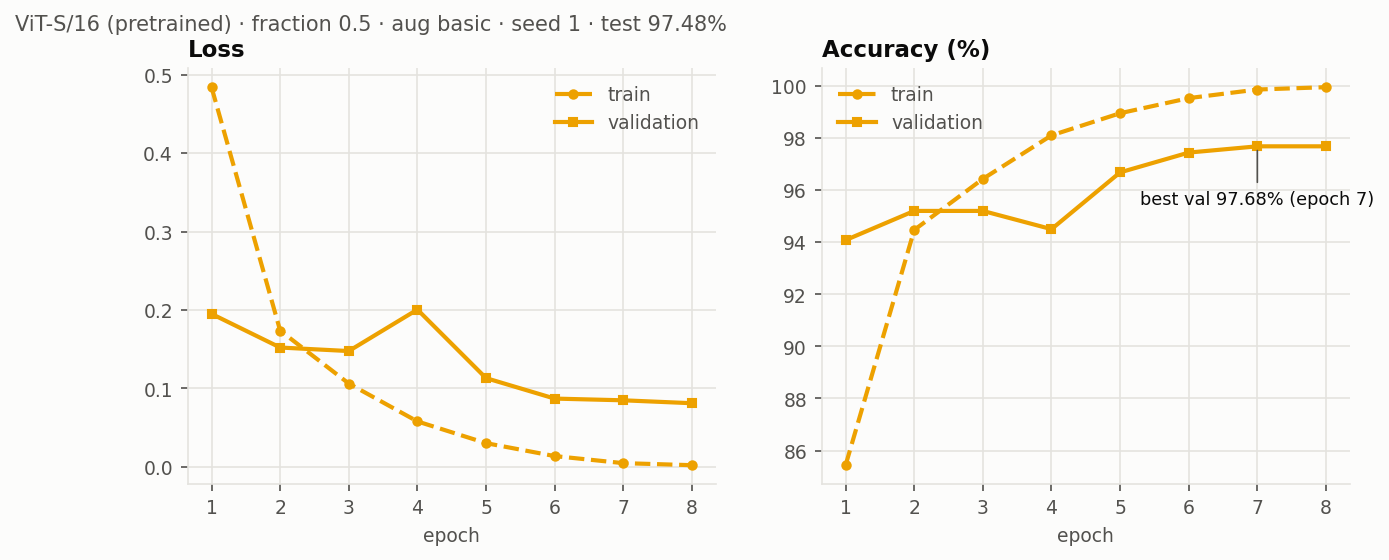 ViT-S/16 (pretrained) · fraction 0.5 · aug basic · seed 1 · test 97.48%
Loss
0.5
0.4
0.3
0.2
0.1
0.0
train
validation
1 2 3 4 5 6 7 8
epoch
Accuracy (%)
100
98
96
94
92
90
88
86
train
validation
best val 97.68% (epoch 7)
1 2 3 4 5 6 7 8
epoch